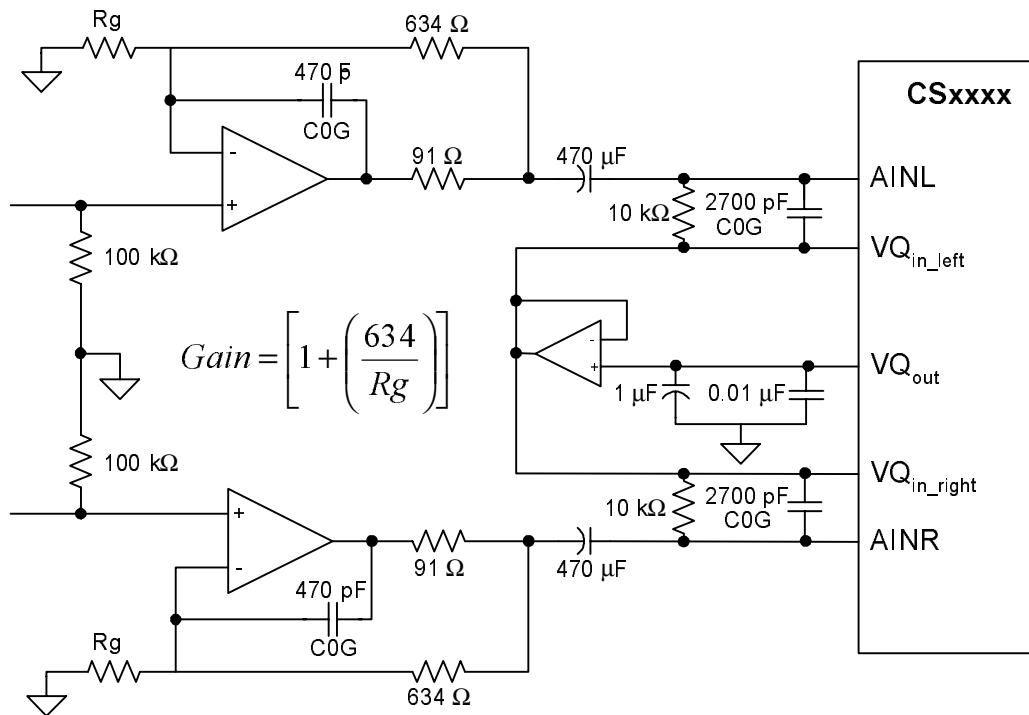 Rg
634 Ω
470 p
C0G
91 Ω
470 µF
CSxxxx
AINL
10 kΩ
2700 pF
C0G
VQin_left
100 kΩ
Gain = [1 + (634/Rg)]
VQout
1 µF
0.01 µF
100 kΩ
VQin_right
10 kΩ
2700 pF
C0G
AINR
91 Ω
470 µF
470 pF
C0G
Rg
634 Ω
-
+
-
+
+
-